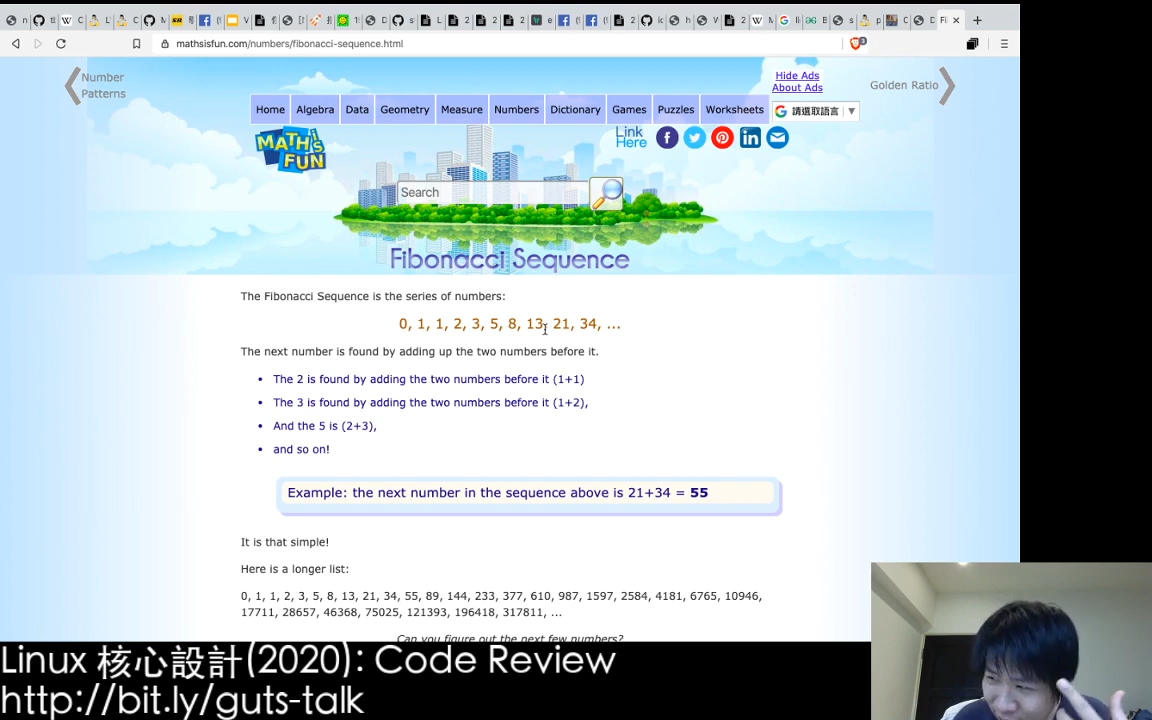 mathsisfun.com/numbers/fibonacci-sequence.html
Number
Patterns
Hide Ads
About Ads
Golden Ratio
Home Algebra Data Geometry Measure Numbers Dictionary Games Puzzles Worksheets
請選取語言
MATH IS FUN
Link
Here
Search
Fibonacci Sequence
The Fibonacci Sequence is the series of numbers:
0, 1, 1, 2, 3, 5, 8, 13, 21, 34, ...
The next number is found by adding up the two numbers before it.
• The 2 is found by adding the two numbers before it (1+1)
• The 3 is found by adding the two numbers before it (1+2),
• And the 5 is (2+3),
• and so on!
Example: the next number in the sequence above is 21+34 = 55
It is that simple!
Here is a longer list:
0, 1, 1, 2, 3, 5, 8, 13, 21, 34, 55, 89, 144, 233, 377, 610, 987, 1597, 2584, 4181, 6765, 10946,
17711, 28657, 46368, 75025, 121393, 196418, 317811, ...
Can you figure out the next few numbers?
Linux 核心設計(2020): Code Review
http://bit.ly/guts-talk